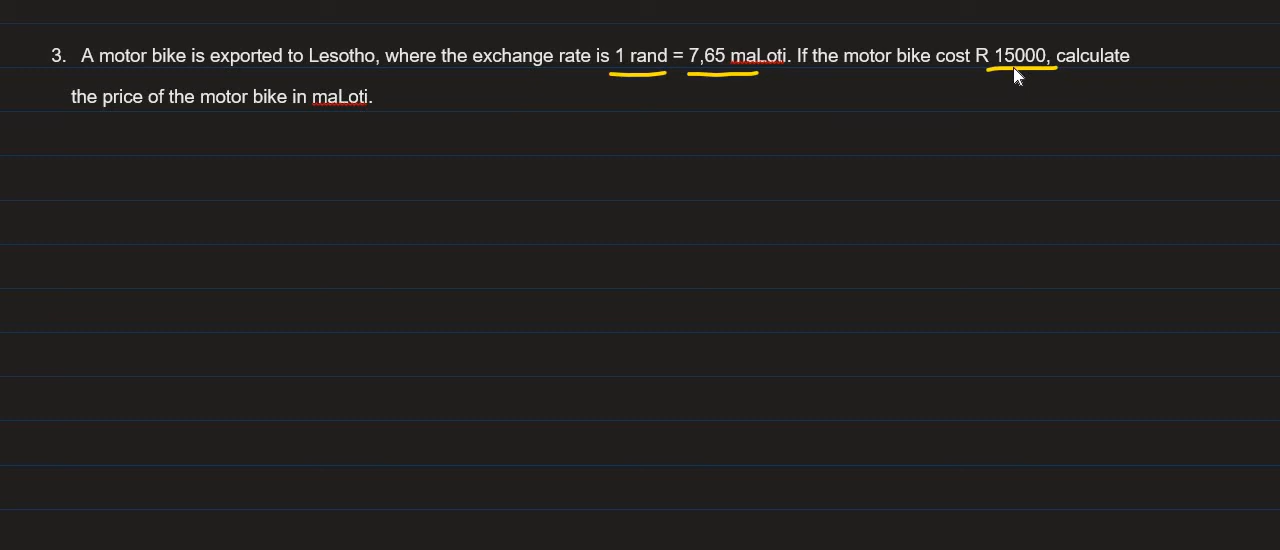 3. A motor bike is exported to Lesotho, where the exchange rate is 1 rand = 7,65 maLoti. If the motor bike cost R 15000, calculate
the price of the motor bike in maLoti.